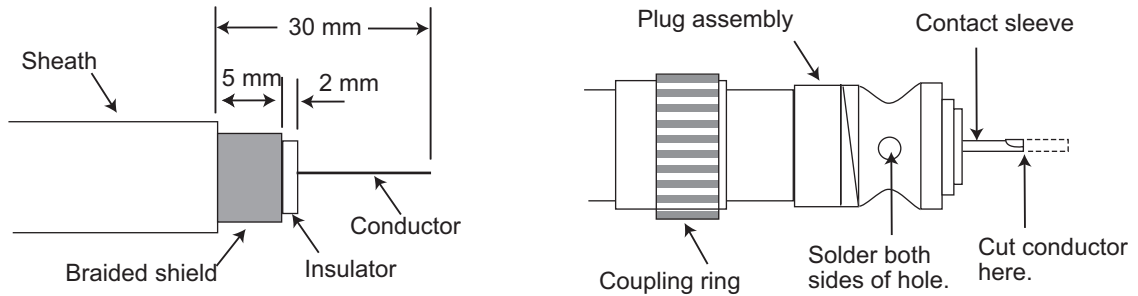 30 mm
Sheath
5 mm
2 mm
Conductor
Braided shield
Insulator
Plug assembly
Contact sleeve
Coupling ring
Solder both
sides of hole.
Cut conductor
here.